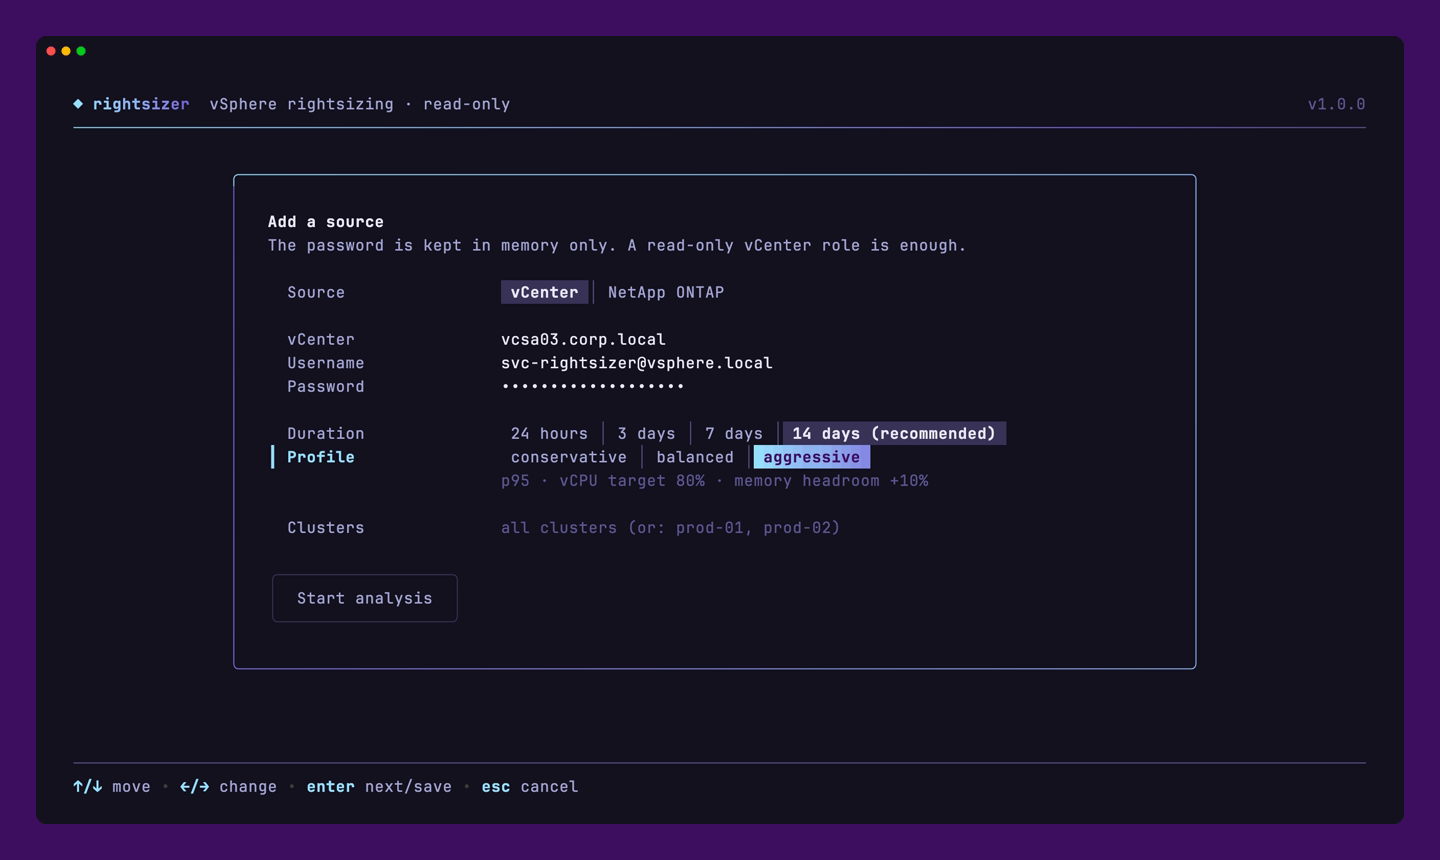 ◆ rightsizer vSphere rightsizing · read-only v1.0.0
Add a source
The password is kept in memory only. A read-only vCenter role is enough.
Source vCenter │ NetApp ONTAP
vCenter vcsa03.corp.local
Username svc-rightsizer@vsphere.local
Password •••••••••••••••••••
Duration 24 hours │ 3 days │ 7 days │ 14 days (recommended)
Profile conservative │ balanced │ aggressive
p95 · vCPU target 80% · memory headroom +10%
Clusters all clusters (or: prod-01, prod-02)
Start analysis
↑/↓ move • ←/→ change • enter next/save • esc cancel